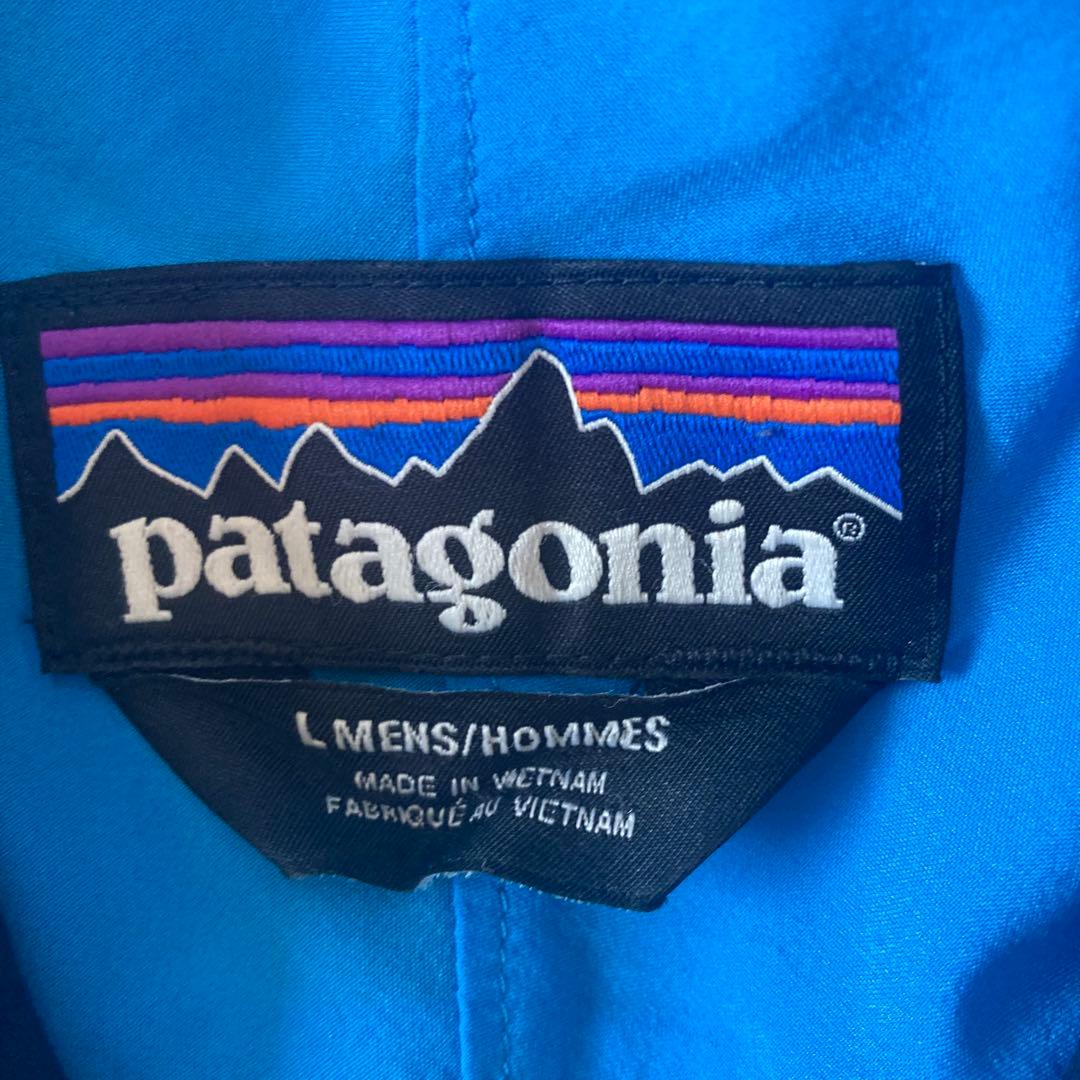 patagonia®
L MENS/HOMMES
MADE IN VIETNAM
FABRIQUÉ AU VIETNAM